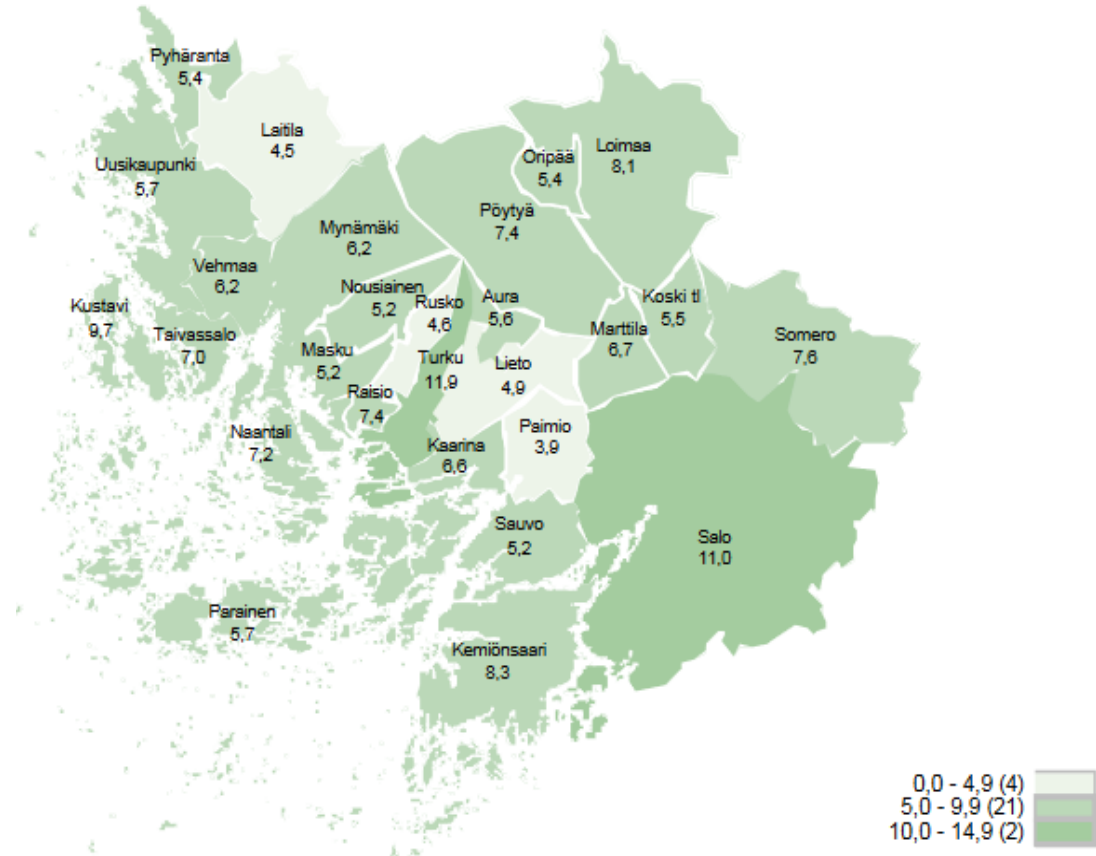 Pyhäranta
5,4
Laitila
4,5
Uusikaupunki
5,7
Oripää
5,4
Loimaa
8,1
Pöytyä
7,4
Mynämäki
6,2
Vehmaa
6,2
Nousiainen
5,2
Rusko
4,6
Aura
5,6
Koski tl
5,5
Kustavi
9,7
Taivassalo
7,0
Marttila
6,7
Somero
7,6
Masku
5,2
Turku
11,9
Lieto
4,9
Raisio
7,4
Naantali
7,2
Paimio
3,9
Kaarina
6,6
Sauvo
5,2
Salo
11,0
Parainen
5,7
Kemiönsaari
8,3
0,0 - 4,9 (4)
5,0 - 9,9 (21)
10,0 - 14,9 (2)